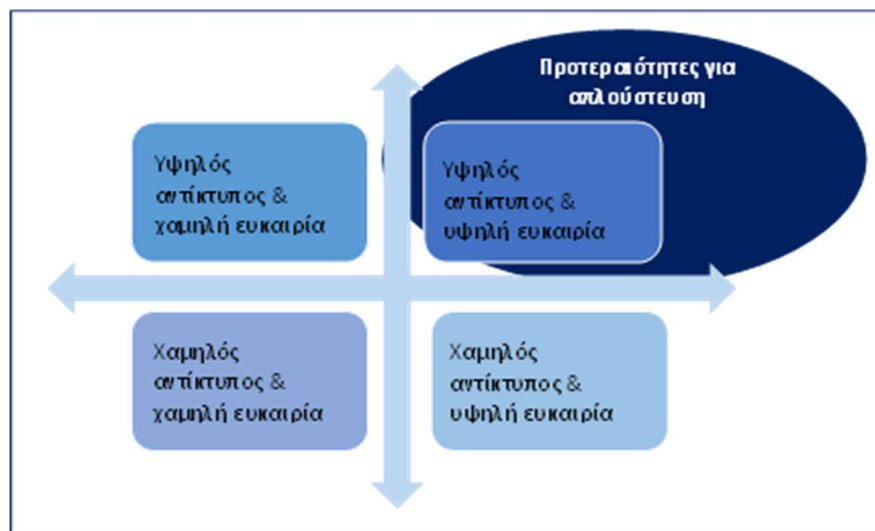 Προτεραιότητες για
απλούστευση
Υψηλός
αντίκτυπος &
χαμηλή ευκαιρία
Υψηλός
αντίκτυπος &
υψηλή ευκαιρία
Χαμηλός
αντίκτυπος &
χαμηλή ευκαιρία
Χαμηλός
αντίκτυπος &
υψηλή ευκαιρία